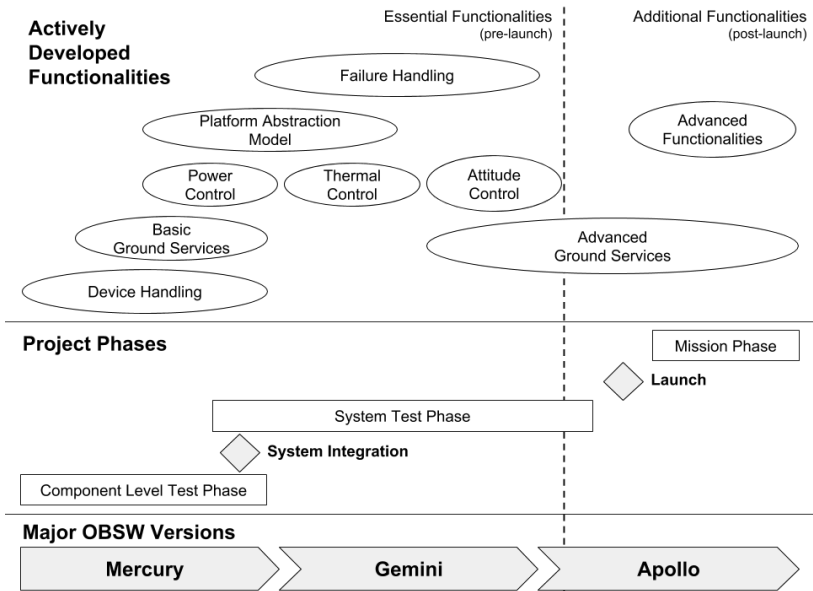 Actively
Developed
Functionalities
Essential Functionalities
(pre-launch)
Additional Functionalities
(post-launch)
Failure Handling
Platform Abstraction
Model
Advanced
Functionalities
Power
Control
Thermal
Control
Attitude
Control
Basic
Ground Services
Advanced
Ground Services
Device Handling
Project Phases
Mission Phase
Launch
System Test Phase
System Integration
Component Level Test Phase
Major OBSW Versions
Mercury
Gemini
Apollo